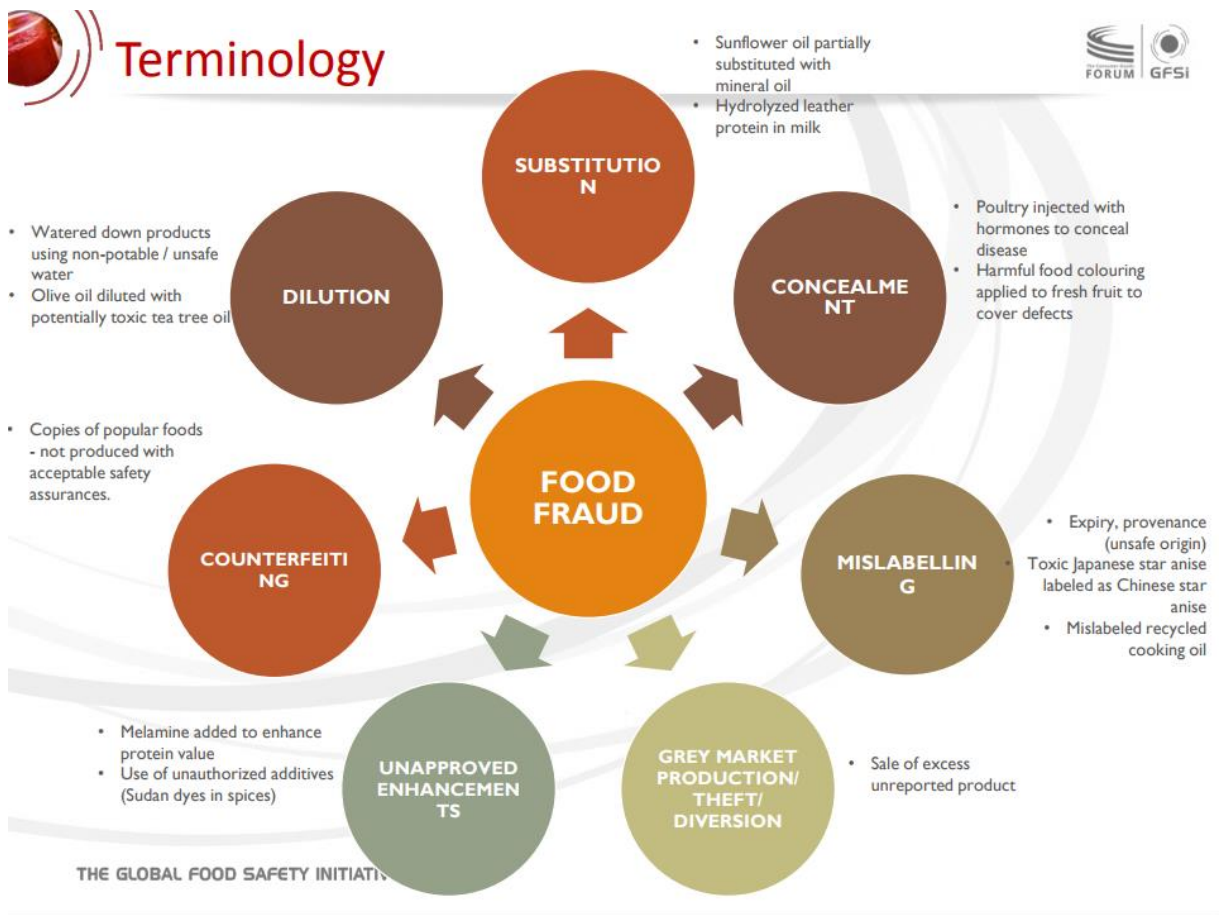 Terminology
The Consumer Goods
FORUM
GFSi
• Sunflower oil partially
substituted with
mineral oil
• Hydrolyzed leather
protein in milk
SUBSTITUTIO
N
• Poultry injected with
hormones to conceal
disease
• Harmful food colouring
applied to fresh fruit to
cover defects
CONCEALME
NT
• Watered down products
using non-potable / unsafe
water
• Olive oil diluted with
potentially toxic tea tree oil
DILUTION
FOOD
FRAUD
• Copies of popular foods
- not produced with
acceptable safety
assurances.
COUNTERFEITI
NG
MISLABELLIN
G
• Expiry, provenance
(unsafe origin)
• Toxic Japanese star anise
labeled as Chinese star
anise
• Mislabeled recycled
cooking oil
• Melamine added to enhance
protein value
• Use of unauthorized additives
(Sudan dyes in spices)
UNAPPROVED
ENHANCEMEN
TS
GREY MARKET
PRODUCTION/
THEFT/
DIVERSION
• Sale of excess
unreported product
THE GLOBAL FOOD SAFETY INITIATIV